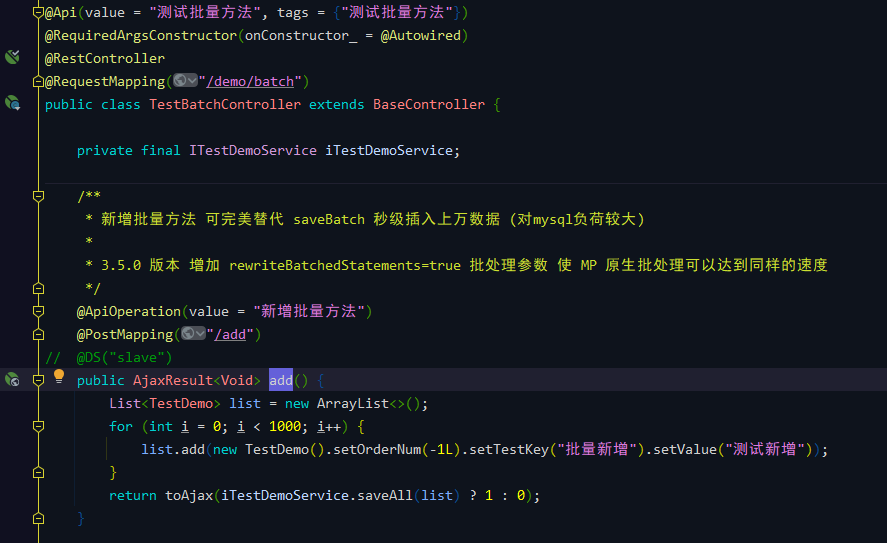 @Api(value = "测试批量方法", tags = {"测试批量方法"})
@RequiredArgsConstructor(onConstructor_ = @Autowired)
@RestController
@RequestMapping("/demo/batch")
public class TestBatchController extends BaseController {
private final ITestDemoService iTestDemoService;
/**
* 新增批量方法 可完美替代 saveBatch 秒级插入上万数据 (对mysql负荷较大)
*
* 3.5.0 版本 增加 rewriteBatchedStatements=true 批处理参数 使 MP 原生批处理可以达到同样的速度
*/
@ApiOperation(value = "新增批量方法")
@PostMapping("/add")
// @DS("slave")
public AjaxResult<Void> add() {
List<TestDemo> list = new ArrayList<>();
for (int i = 0; i < 1000; i++) {
list.add(new TestDemo().setOrderNum(-1L).setTestKey("批量新增").setValue("测试新增"));
}
return toAjax(iTestDemoService.saveAll(list) ? 1 : 0);
}